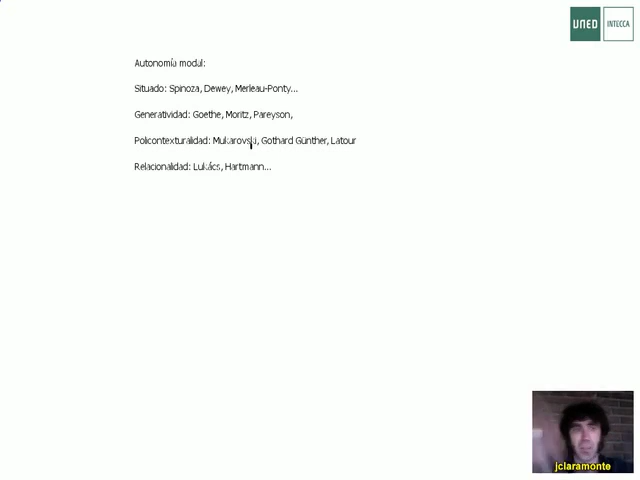 UNED
INTECCA
Autonomía modal:
Situado: Spinoza, Dewey, Merleau-Ponty...
Generatividad: Goethe, Moritz, Pareyson,
Policontexturalidad: Mukarovski, Gothard Günther, Latour
Relacionalidad: Lukács, Hartmann...
jclaramonte